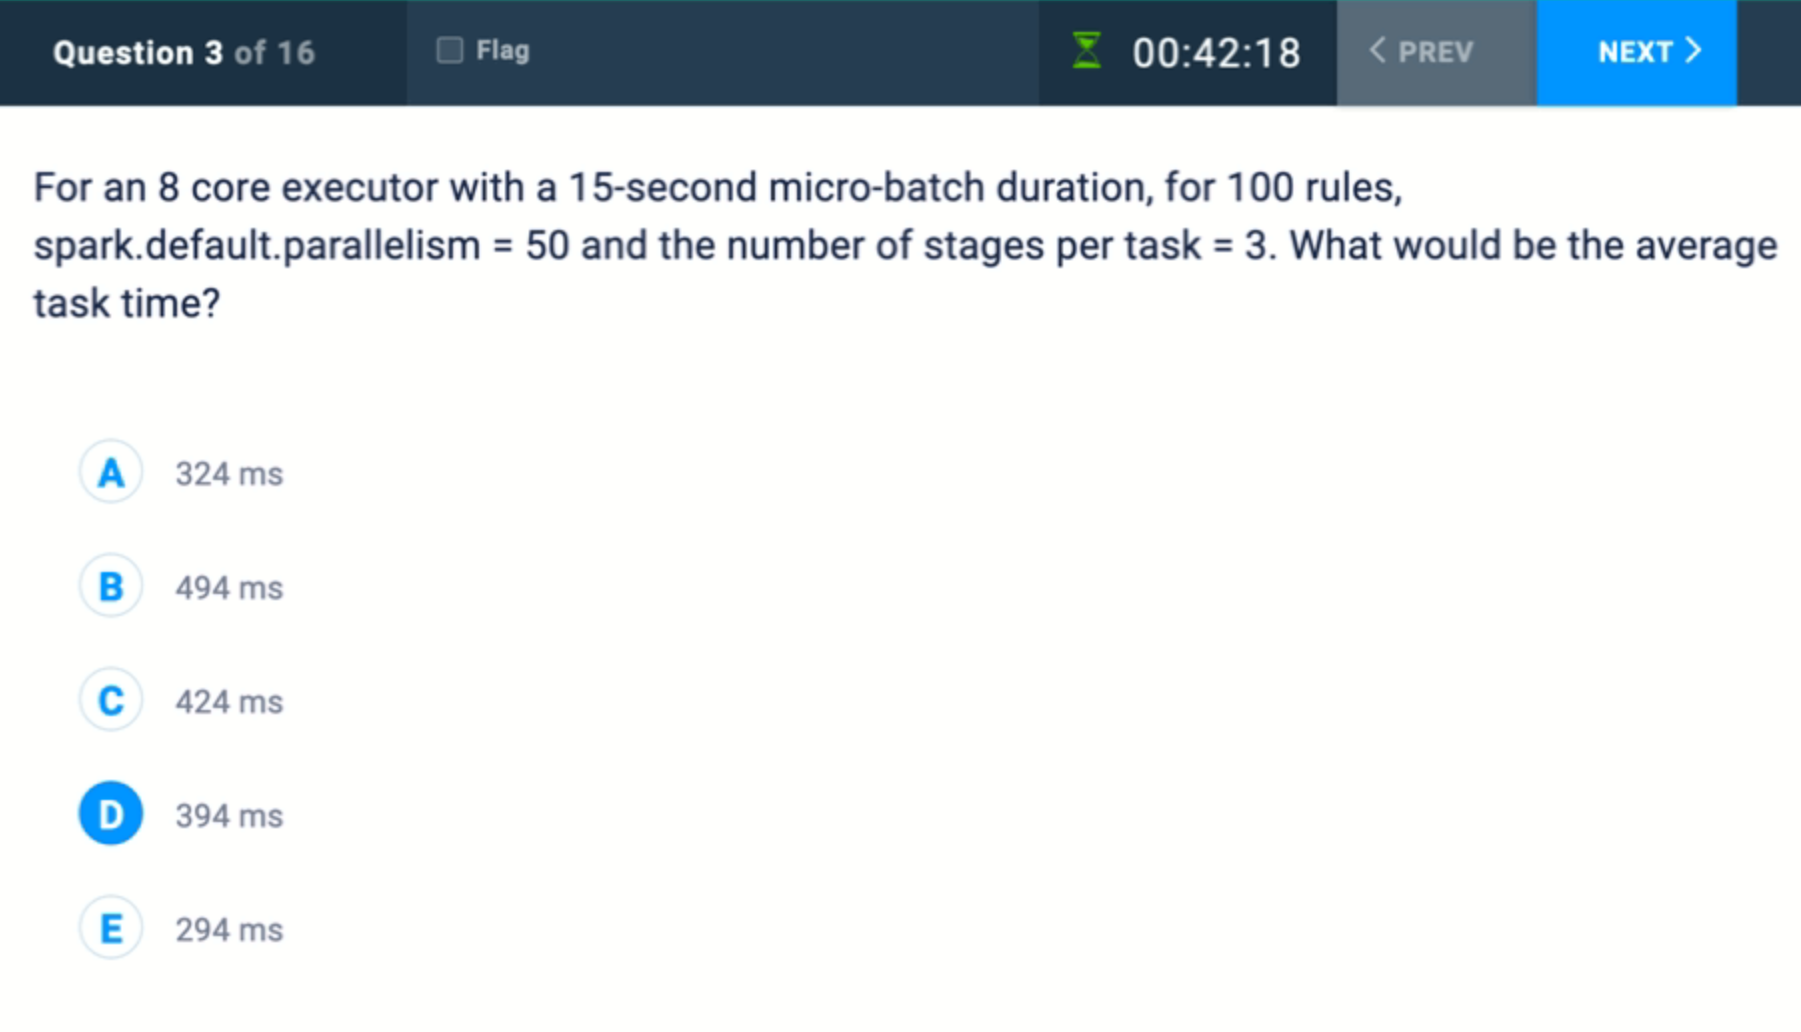 Question 3 of 16
Flag
00:42:18
PREV
NEXT
For an 8 core executor with a 15-second micro-batch duration, for 100 rules,
spark.default.parallelism = 50 and the number of stages per task = 3. What would be the average
task time?
A 324 ms
B 494 ms
C 424 ms
D 394 ms
E 294 ms